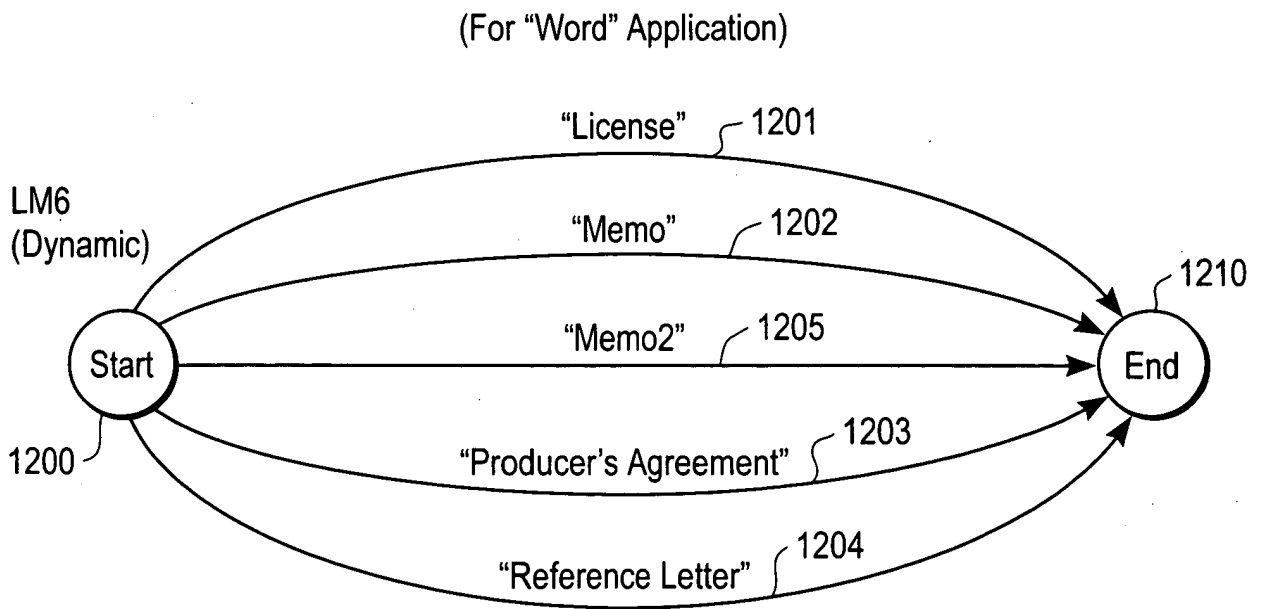 (For “Word” Application)
“License” 1201
LM6
(Dynamic)
“Memo” 1202
1210
“Memo2” 1205
Start
End
1200
“Producer’s Agreement” 1203
“Reference Letter” 1204